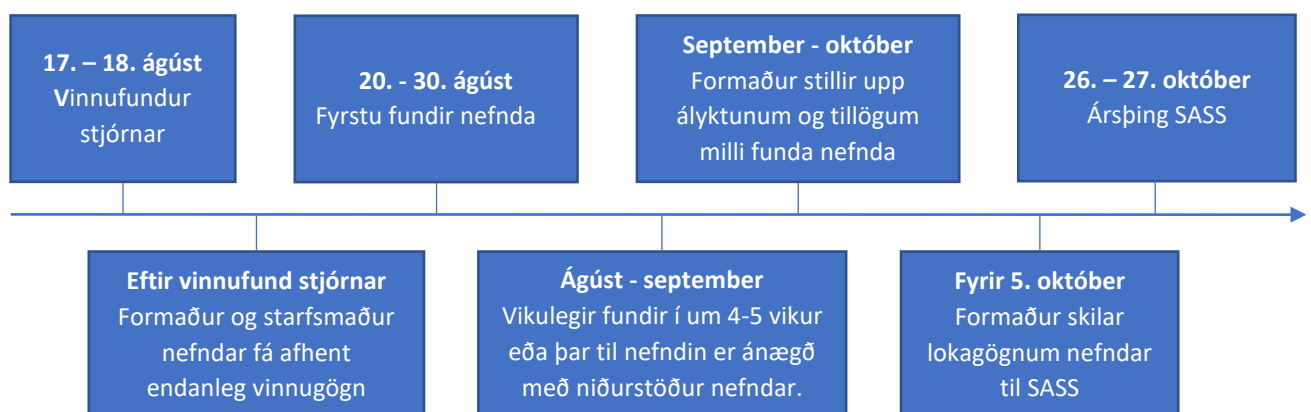 17. – 18. ágúst
Vinnufundur
stjórnar
Eftir vinnufund stjórnar
Formaður og starfsmaður
nefndar fá afhent
endanleg vinnugögn
20. - 30. ágúst
Fyrstu fundir nefnda
Ágúst - september
Vikulegir fundir í um 4-5 vikur
eða þar til nefndin er ánægð
með niðurstöður nefndar.
September - október
Formaður stillir upp
ályktunum og tillögum
milli funda nefnda
Fyrir 5. október
Formaður skilar
lokagögnum nefndar
til SASS
26. – 27. október
Ársþing SASS